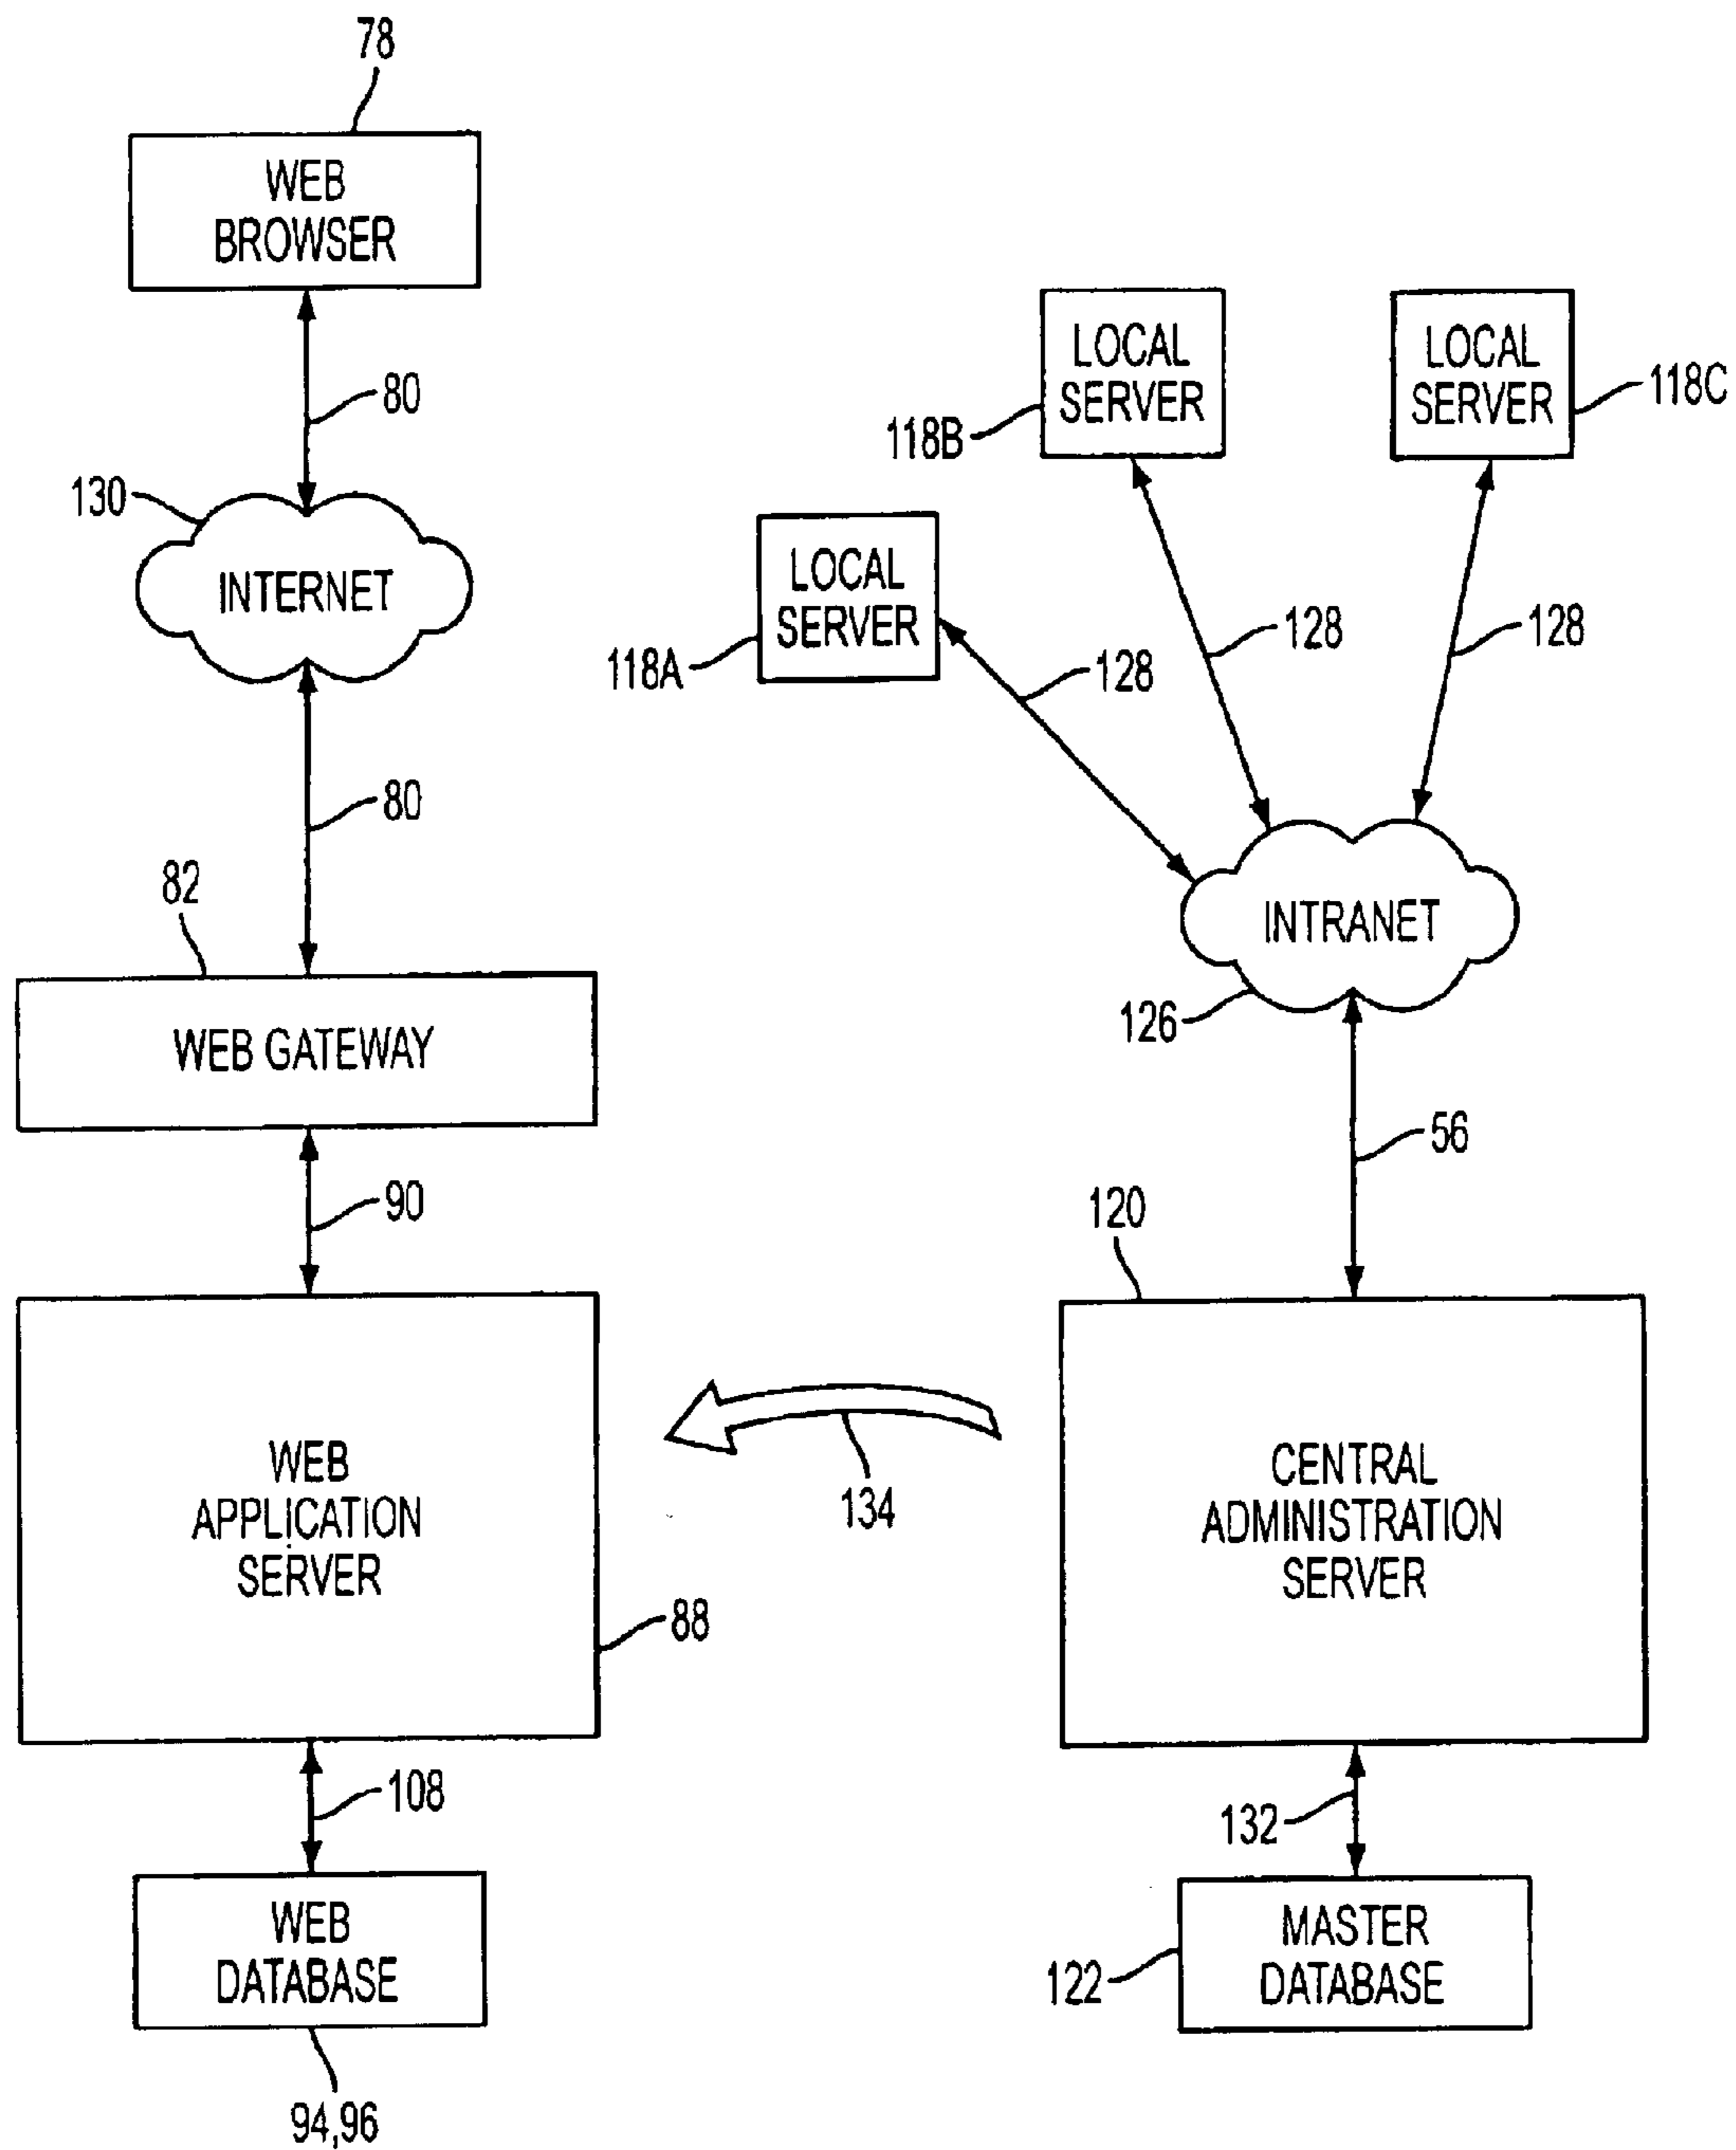 78
WEB
BROWSER
80
130
INTERNET
80
82
WEB GATEWAY
90
WEB
APPLICATION
SERVER
88
108
WEB
DATABASE
94,96
LOCAL
SERVER
118B
LOCAL
SERVER
118C
LOCAL
SERVER
118A
128
128
128
INTRANET
126
56
120
134
CENTRAL
ADMINISTRATION
SERVER
132
MASTER
DATABASE
122